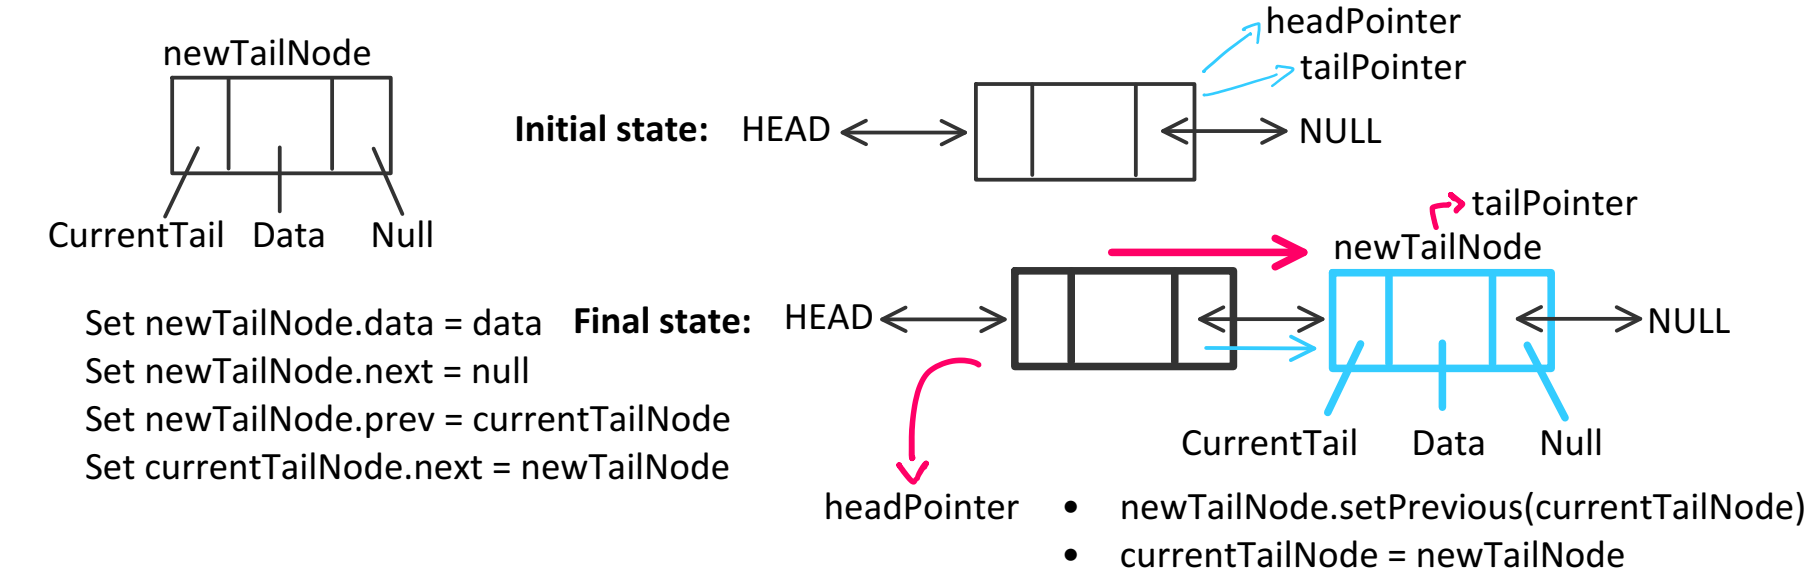 newTailNode
CurrentTail Data Null
Set newTailNode.data = data
Set newTailNode.next = null
Set newTailNode.prev = currentTailNode
Set currentTailNode.next = newTailNode
headPointer
tailPointer
Initial state: HEAD NULL
tailPointer
newTailNode
Final state: HEAD NULL
CurrentTail Data Null
headPointer
• newTailNode.setPrevious(currentTailNode)
• currentTailNode = newTailNode